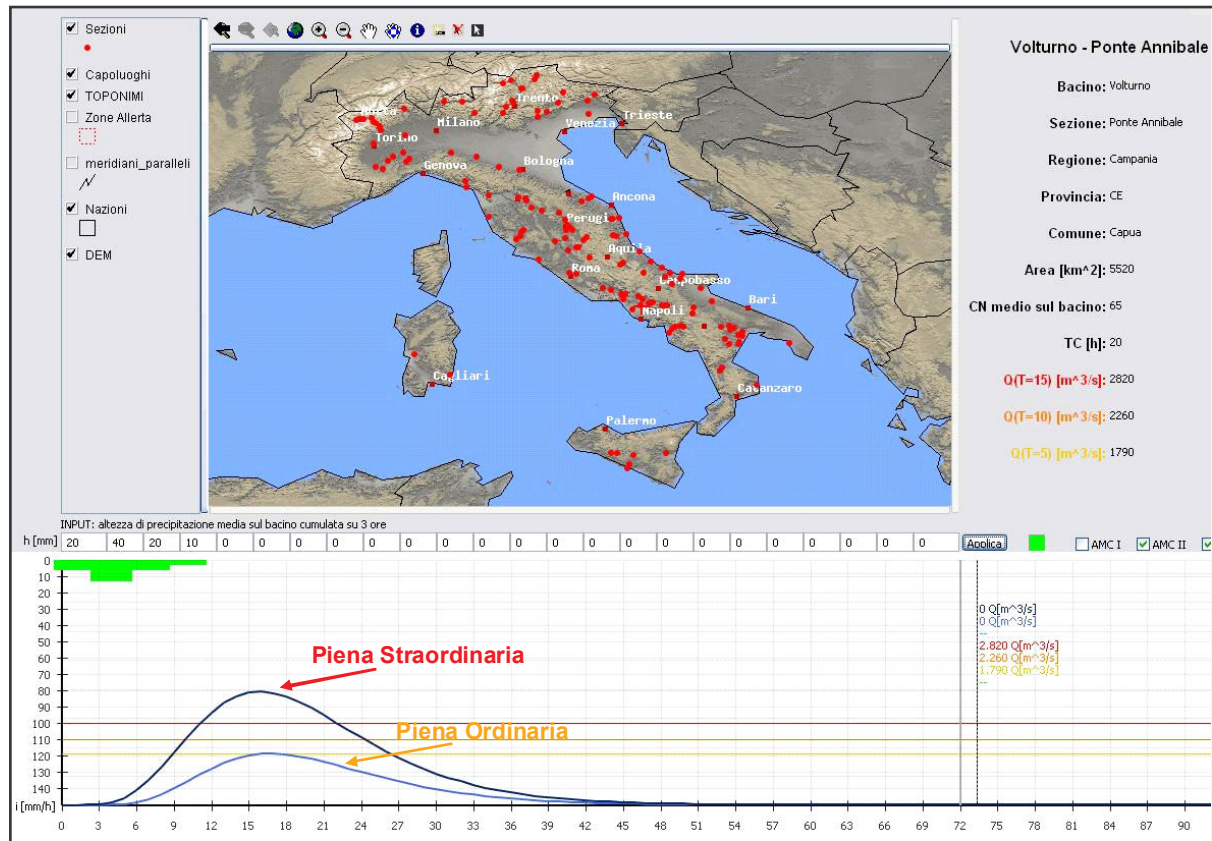 Sezioni
Capoluoghi
TOPONIMI
Zone Allerta
meridiani_paralleli
Nazioni
DEM
Trento
Milano
Venezia
Trieste
Torino
Genova
Bologna
Ancona
Perugi
Aquila
Roma
Bari
Napoli
Cagliari
Catanzaro
Palermo
Volturno - Ponte Annibale
Bacino: Volturno
Sezione: Ponte Annibale
Regione: Campania
Provincia: CE
Comune: Capua
Area [km^2]: 5520
CN medio sul bacino: 65
TC [h]: 20
Q(T=15) [m^3/s]: 2820
Q(T=10) [m^3/s]: 2260
Q(T=5) [m^3/s]: 1790
INPUT: altezza di precipitazione media sul bacino cumulata su 3 ore
h [mm] 20 40 20 10 0 0 0 0 0 0 0 0 0 0 0 0 0 0 0 Applica AMC I AMC II
0
10
20
30
40
50
60
70
80
90
100
110
120
130
140
i [mm/h]
0 Q[m^3/s]
0 Q[m^3/s]
--
2.820 Q[m^3/s]
2.260 Q[m^3/s]
1.790 Q[m^3/s]
--
Piena Straordinaria
Piena Ordinaria
0 3 6 9 12 15 18 21 24 27 30 33 36 39 42 45 48 51 54 57 60 63 66 69 72 75 78 81 84 87 90